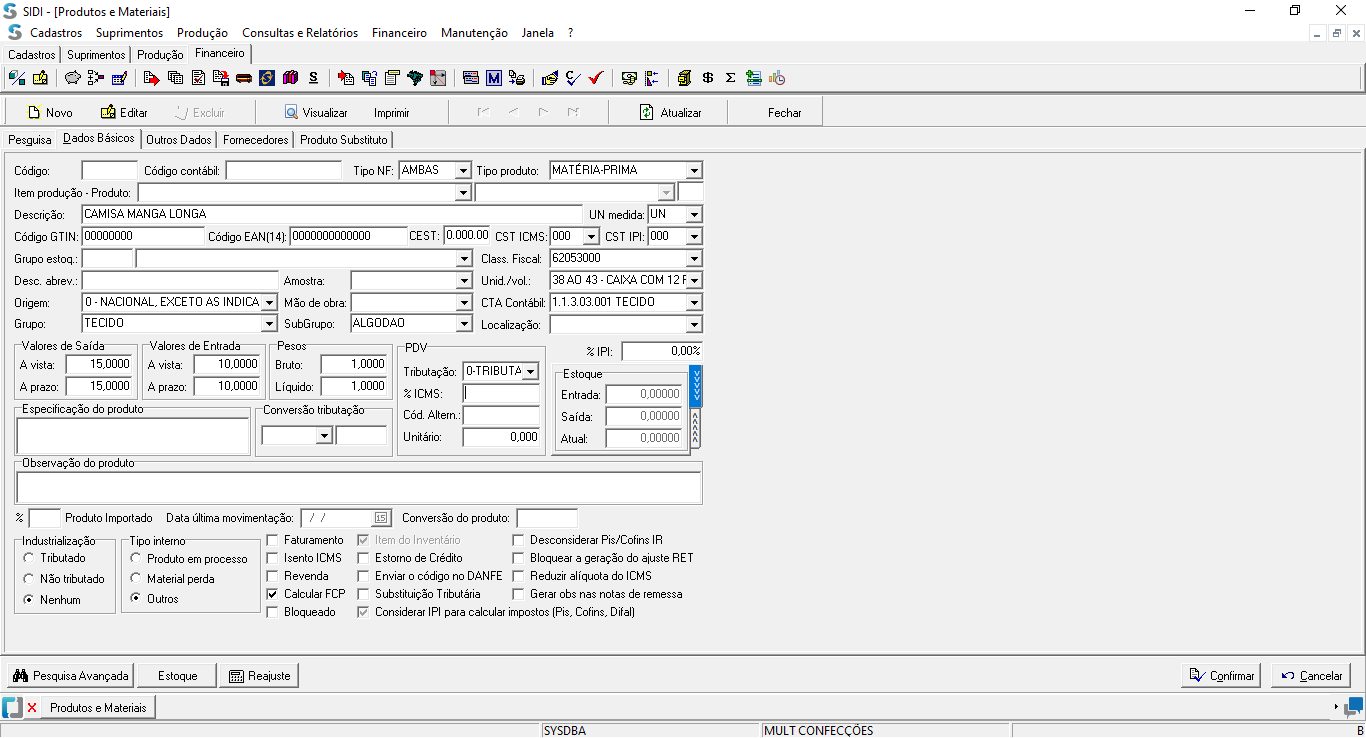 SIDI - [Produtos e Materiais]
Cadastros Suprimentos Produção Consultas e Relatórios Financeiro Manutenção Janela ?
Cadastros Suprimentos Produção Financeiro
Novo Editar Excluir Visualizar Imprimir Atualizar Fechar
Pesquisa Dados Básicos Outros Dados Fornecedores Produto Substituto
Código: Código contábil: Tipo NF: AMBAS Tipo produto: MATÉRIA-PRIMA
Item produção - Produto:
Descrição: CAMISA MANGA LONGA UN medida: UN
Código GTIN: 00000000 Código EAN(14): 0000000000000 CEST: 0.000.00 CST ICMS: 000 CST IPI: 000
Grupo estoq.: Class. Fiscal: 62053000
Desc. abrev.: Amostra: Unid./vol.: 38 AO 43 - CAIXA COM 12 F
Origem: 0 - NACIONAL, EXCETO AS INDICA Mão de obra: CTA Contábil: 1.1.3.03.001 TECIDO
Grupo: TECIDO SubGrupo: ALGODAO Localização:
Valores de Saída Valores de Entrada Pesos PDV % IPI: 0,00%
A vista: 15,0000 A vista: 10,0000 Bruto: 1,0000 Tributação: 0-TRIBUTA Estoque
A prazo: 15,0000 A prazo: 10,0000 Líquido: 1,0000 % ICMS: Entrada: 0,00000
Especificação do produto Conversão tributação Cód. Altern.: Saída: 0,00000
Unitário: 0,000 Atual: 0,00000
Observação do produto
% Produto Importado Data última movimentação: / / 15 Conversão do produto:
Industrialização Tipo interno Faturamento Item do Inventário Desconsiderar Pis/Cofins IR
Tributado Produto em processo Isento ICMS Estorno de Crédito Bloquear a geração do ajuste RET
Não tributado Material perda Revenda Enviar o código no DANFE Reduzir alíquota do ICMS
Nenhum Outros Calcular FCP Substituição Tributária Gerar obs nas notas de remessa
Bloqueado Considerar IPI para calcular impostos (Pis, Cofins, Difal)
Pesquisa Avançada Estoque Reajuste Confirmar Cancelar
Produtos e Materiais
SYSDBA MULT CONFECÇÕES B